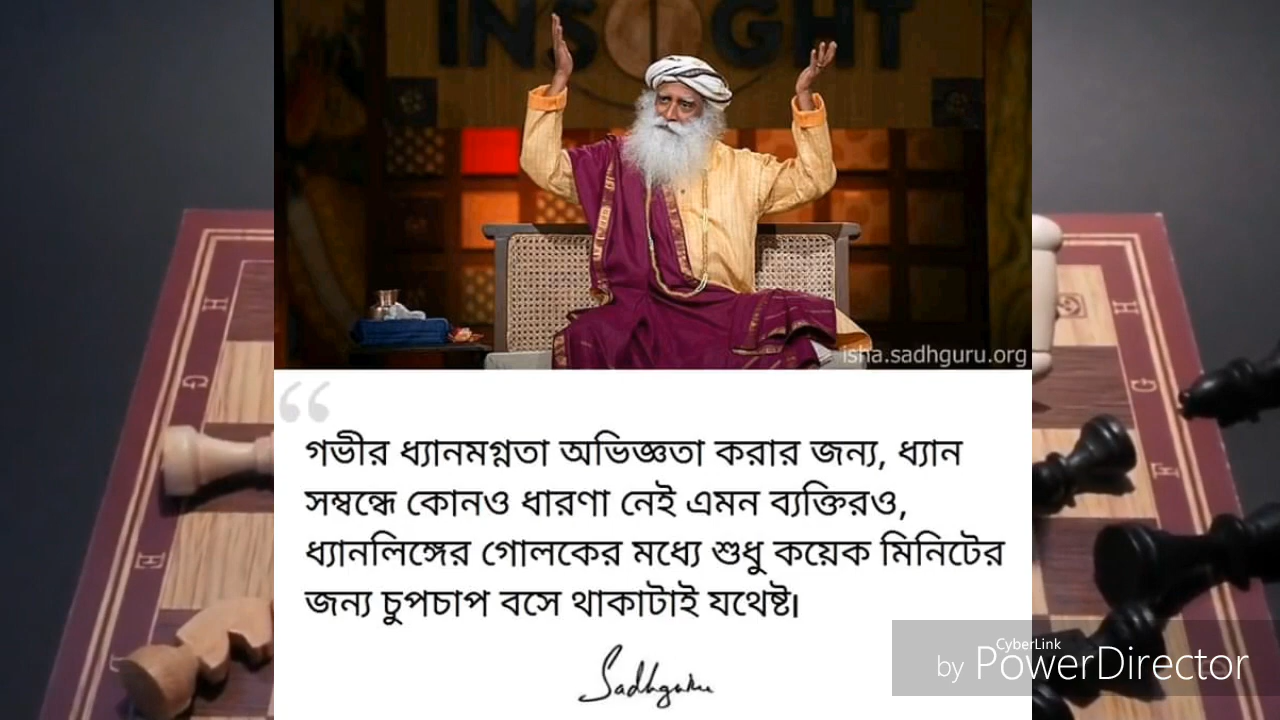 INSIGHT
isha.sadhguru.org
“
গভীর ধ্যানমগ্নতা অভিজ্ঞতা করার জন্য, ধ্যান
সম্বন্ধে কোনও ধারণা নেই এমন ব্যক্তিরও,
ধ্যানলিঙ্গের গোলকের মধ্যে শুধু কয়েক মিনিটের
জন্য চুপচাপ বসে থাকাটাই যথেষ্ট।
Sadhguru
CyberLink
by PowerDirector
H
G
E
D
H
G
F